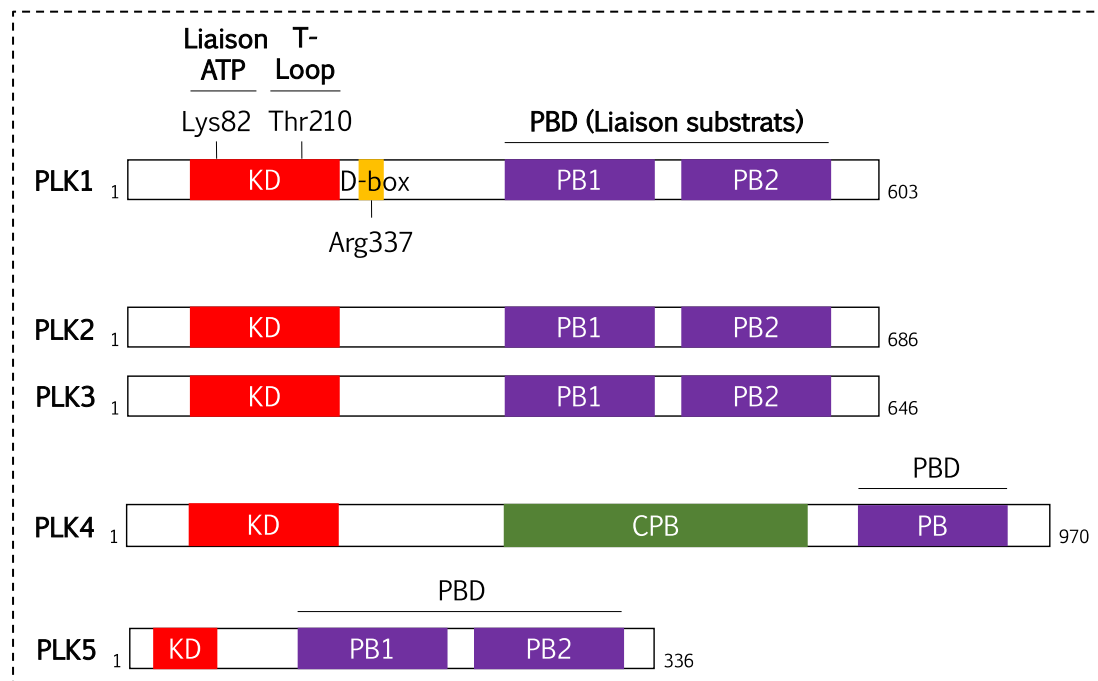 Liaison ATP
T-Loop
Lys82 Thr210
PBD (Liaison substrats)
PLK1 1 KD D-box PB1 PB2 603
Arg337
PLK2 1 KD PB1 PB2 686
PLK3 1 KD PB1 PB2 646
PBD
PLK4 1 KD CPB PB 970
PBD
PLK5 1 KD PB1 PB2 336